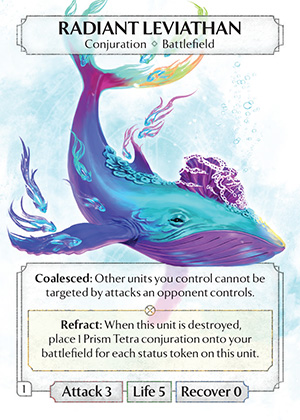 RADIANT LEVIATHAN
Conjuration ⋄ Battlefield
Coalesced: Other units you control cannot be
targeted by attacks an opponent controls.
Refract: When this unit is destroyed,
place 1 Prism Tetra conjuration onto your
battlefield for each status token on this unit.
1
Attack 3
Life 5
Recover 0